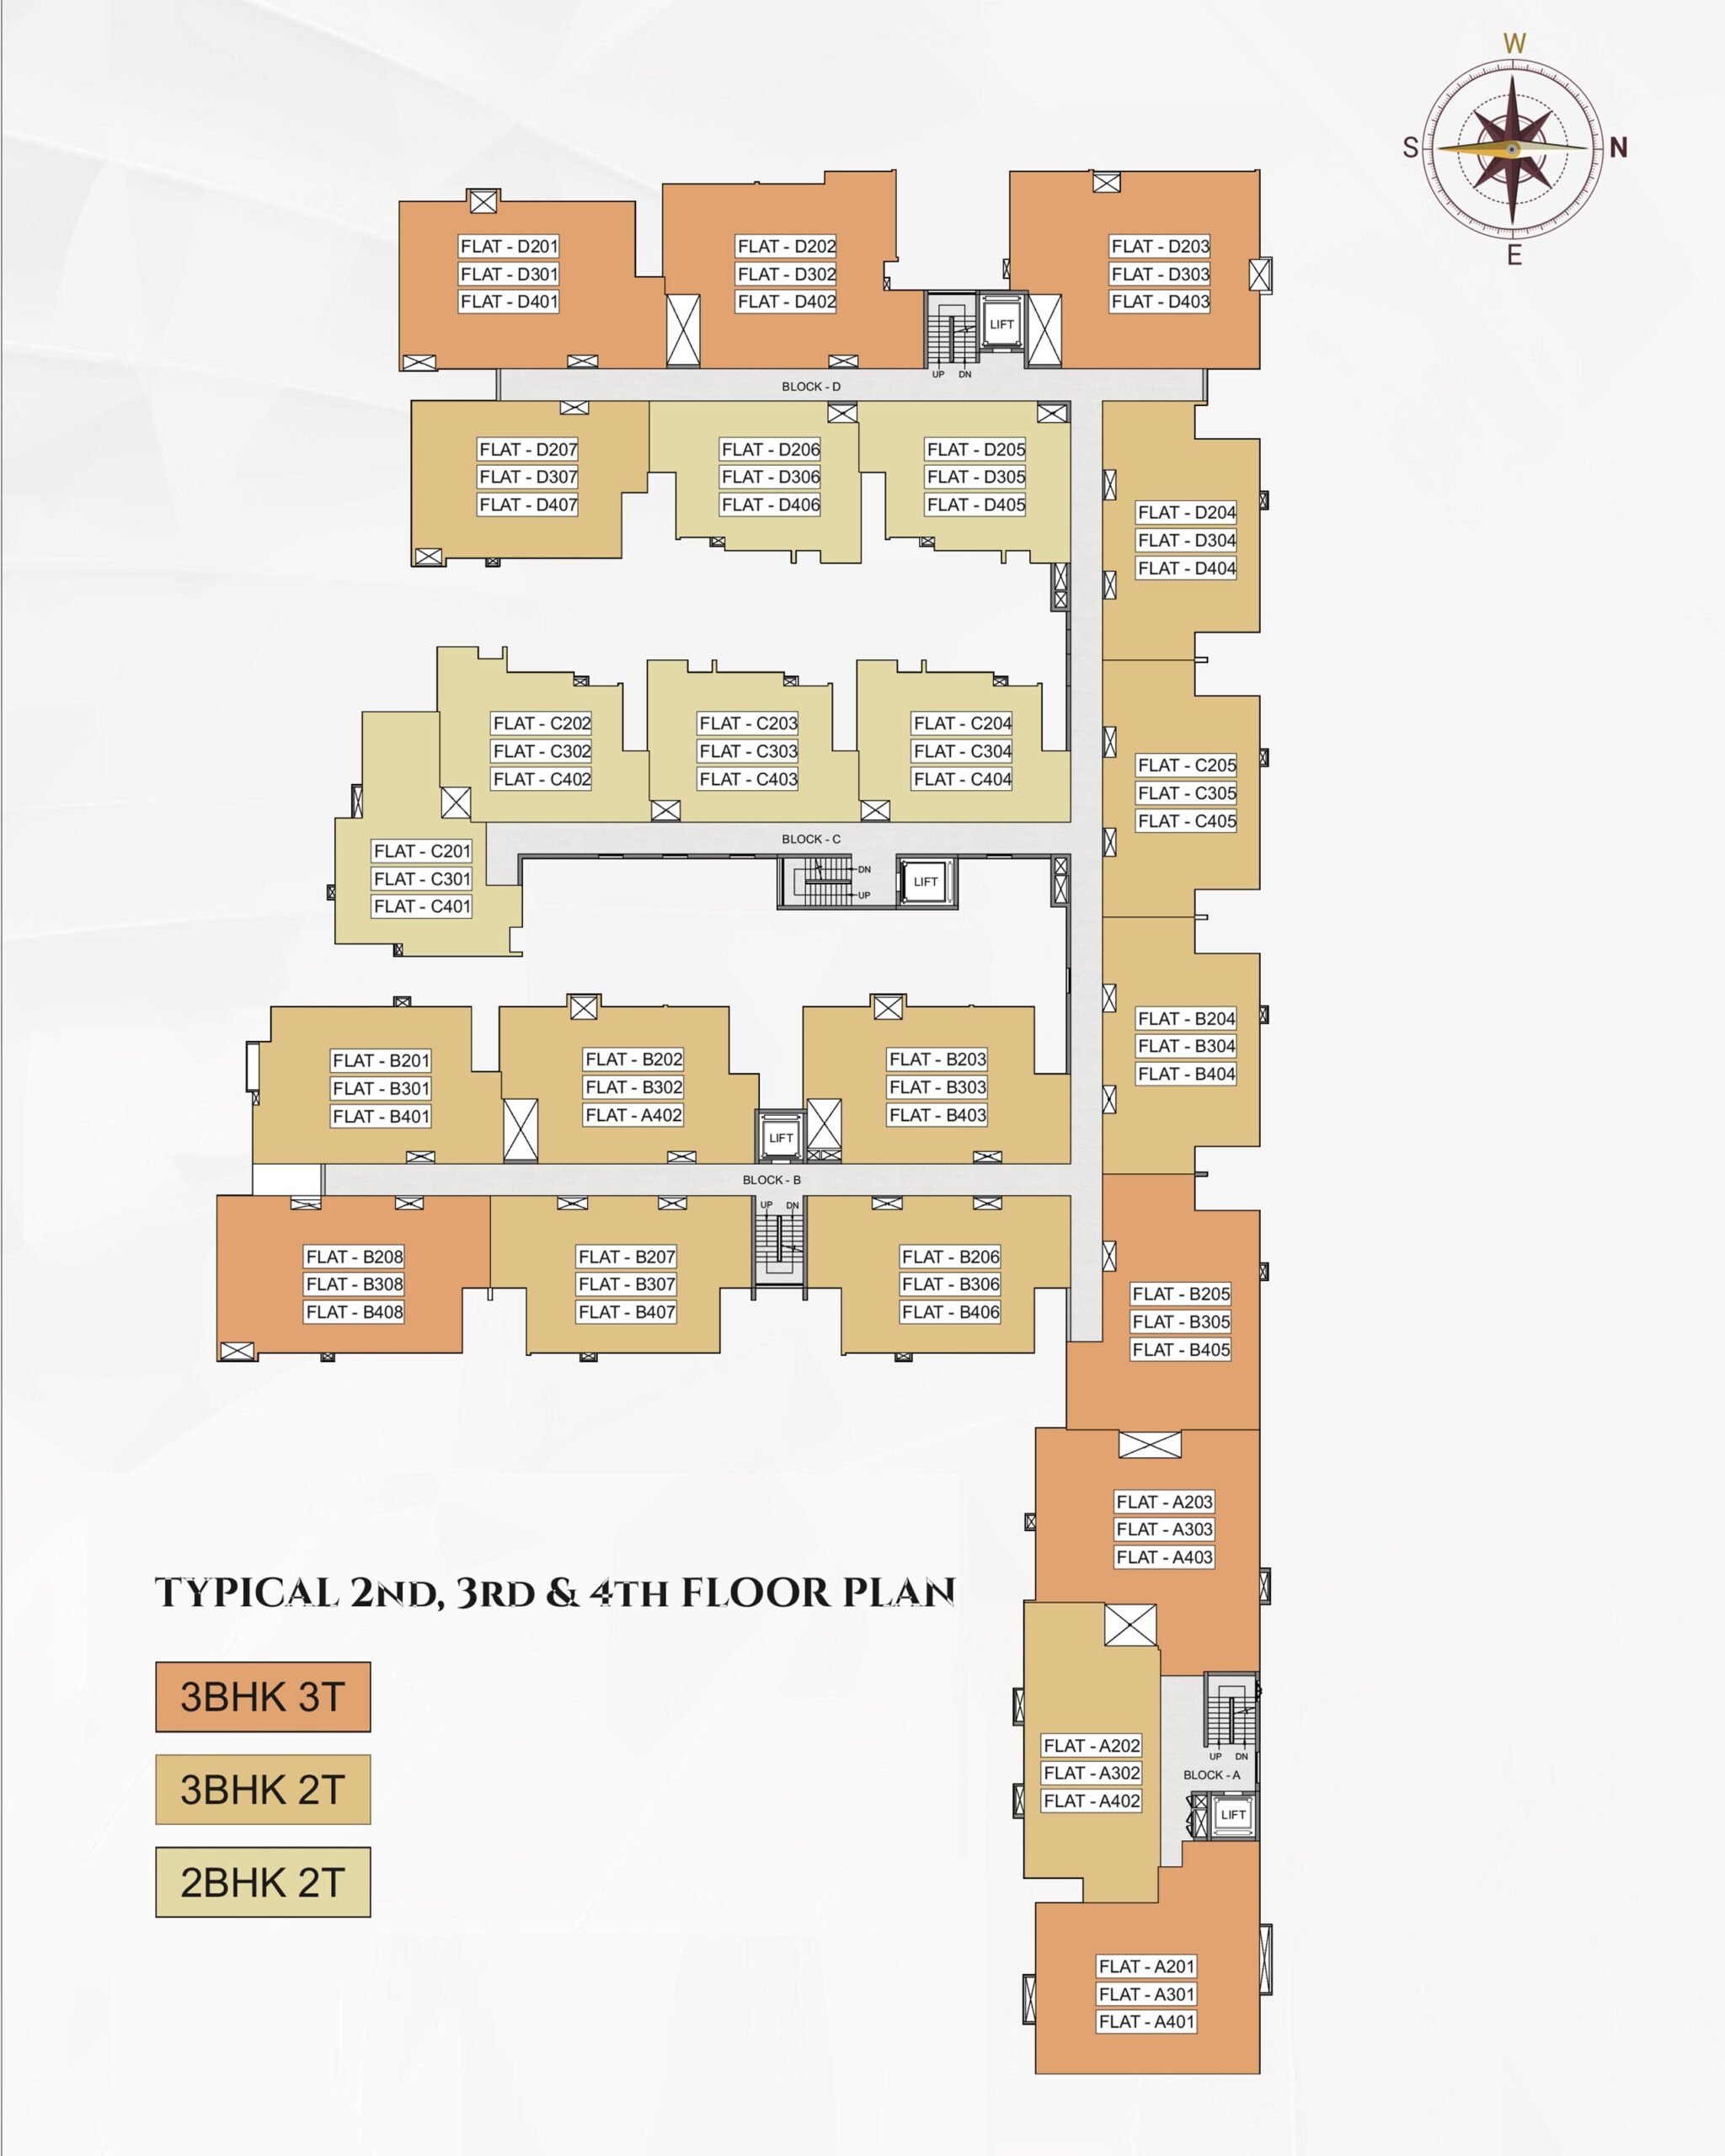 W
S
N
E
FLAT - D201
FLAT - D301
FLAT - D401
FLAT - D202
FLAT - D302
FLAT - D402
FLAT - D203
FLAT - D303
FLAT - D403
LIFT
UP DN
BLOCK - D
FLAT - D207
FLAT - D307
FLAT - D407
FLAT - D206
FLAT - D306
FLAT - D406
FLAT - D205
FLAT - D305
FLAT - D405
FLAT - D204
FLAT - D304
FLAT - D404
FLAT - C202
FLAT - C302
FLAT - C402
FLAT - C203
FLAT - C303
FLAT - C403
FLAT - C204
FLAT - C304
FLAT - C404
FLAT - C205
FLAT - C305
FLAT - C405
BLOCK - C
FLAT - C201
FLAT - C301
FLAT - C401
DN
UP
LIFT
FLAT - B201
FLAT - B301
FLAT - B401
FLAT - B202
FLAT - B302
FLAT - A402
FLAT - B203
FLAT - B303
FLAT - B403
FLAT - B204
FLAT - B304
FLAT - B404
LIFT
BLOCK - B
UP DN
FLAT - B208
FLAT - B308
FLAT - B408
FLAT - B207
FLAT - B307
FLAT - B407
FLAT - B206
FLAT - B306
FLAT - B406
FLAT - B205
FLAT - B305
FLAT - B405
FLAT - A203
FLAT - A303
FLAT - A403
TYPICAL 2ND, 3RD & 4TH FLOOR PLAN
3BHK 3T
3BHK 2T
2BHK 2T
FLAT - A202
FLAT - A302
FLAT - A402
UP DN
BLOCK - A
LIFT
FLAT - A201
FLAT - A301
FLAT - A401